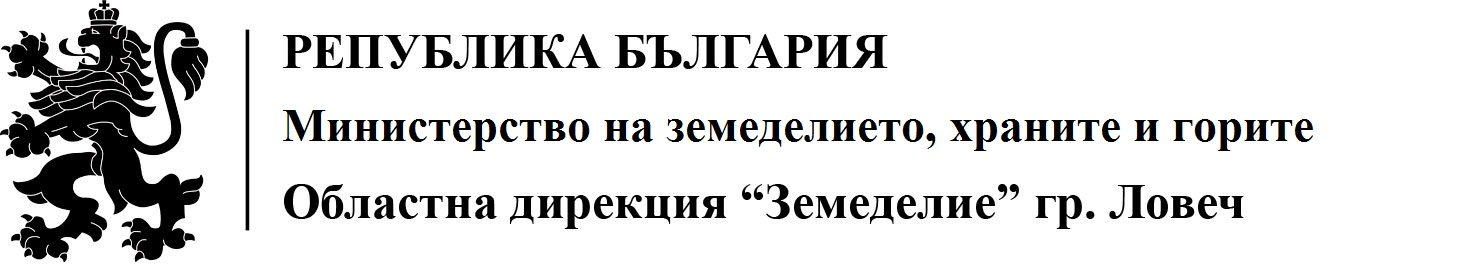 РЕПУБЛИКА БЪЛГАРИЯ
Министерство на земеделието, храните и горите
Областна дирекция “Земеделие” гр. Ловеч